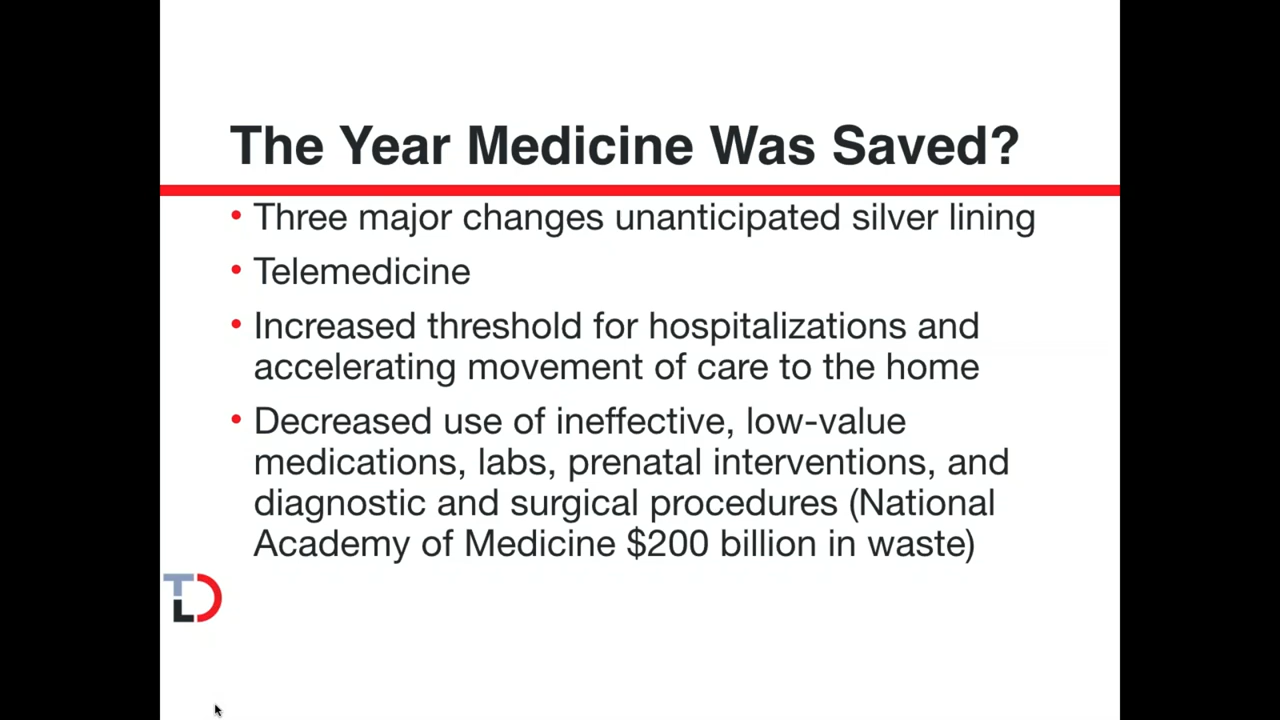 The Year Medicine Was Saved?
• Three major changes unanticipated silver lining
• Telemedicine
• Increased threshold for hospitalizations and
accelerating movement of care to the home
• Decreased use of ineffective, low-value
medications, labs, prenatal interventions, and
diagnostic and surgical procedures (National
Academy of Medicine $200 billion in waste)
TLD